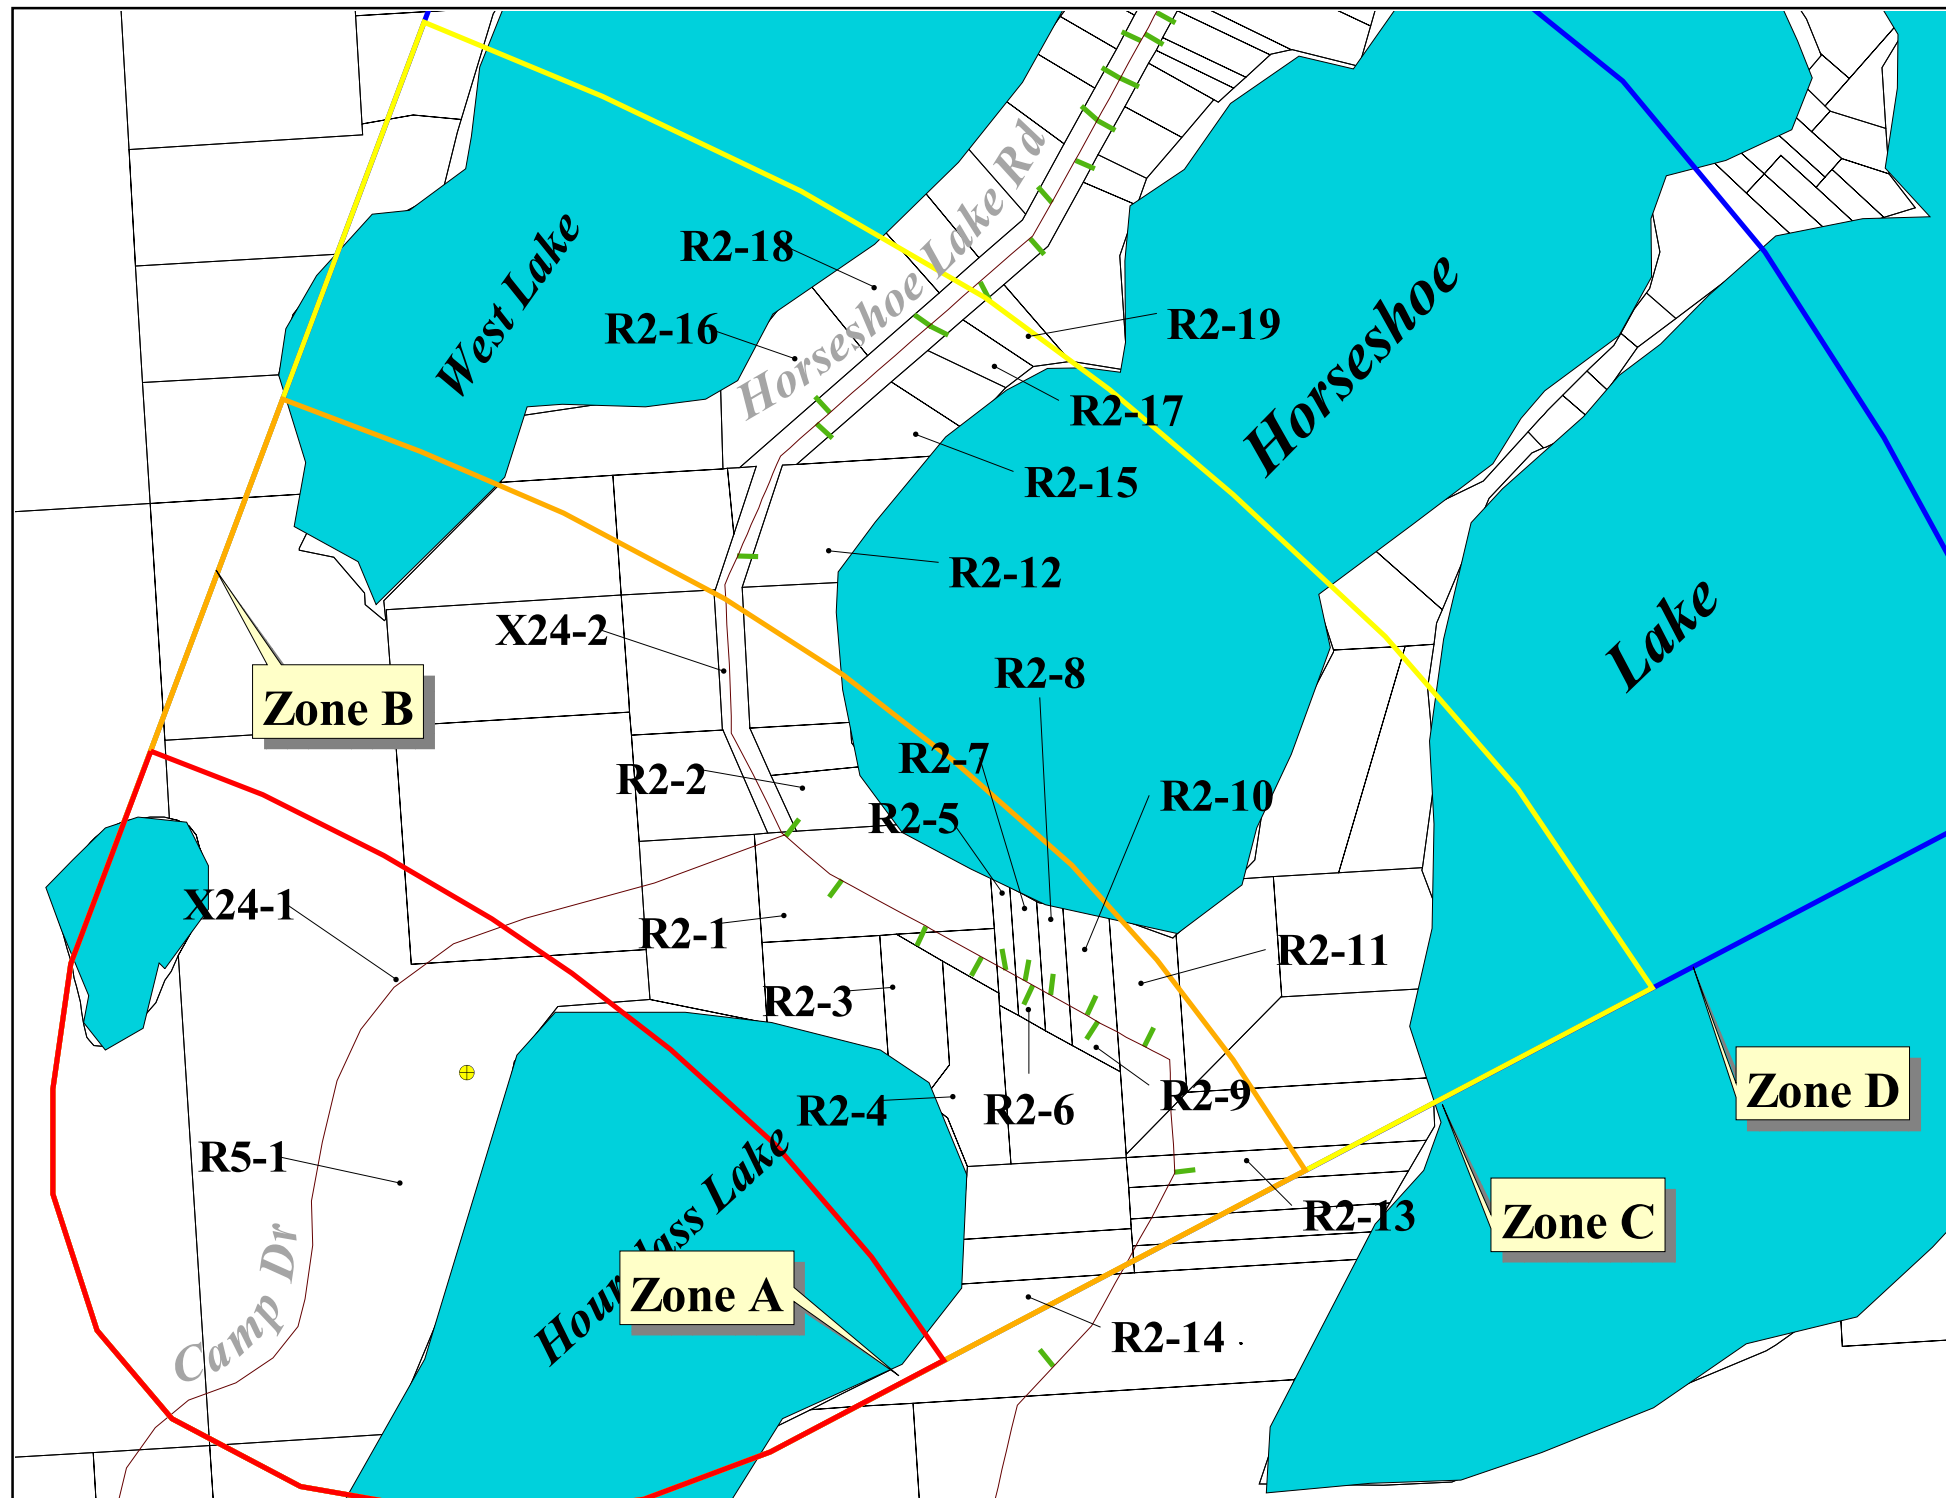 Horseshoe Lake Rd
R2-18
West Lake
R2-16
R2-19
Horseshoe
R2-17
R2-15
R2-12
X24-2
Lake
R2-8
Zone B
R2-7
R2-2
R2-10
R2-5
X24-1
R2-1
R2-11
R2-3
Zone D
R2-9
R2-4
R2-6
R5-1
Lake
R2-13
Zone C
Camp Dr
Zone A
R2-14